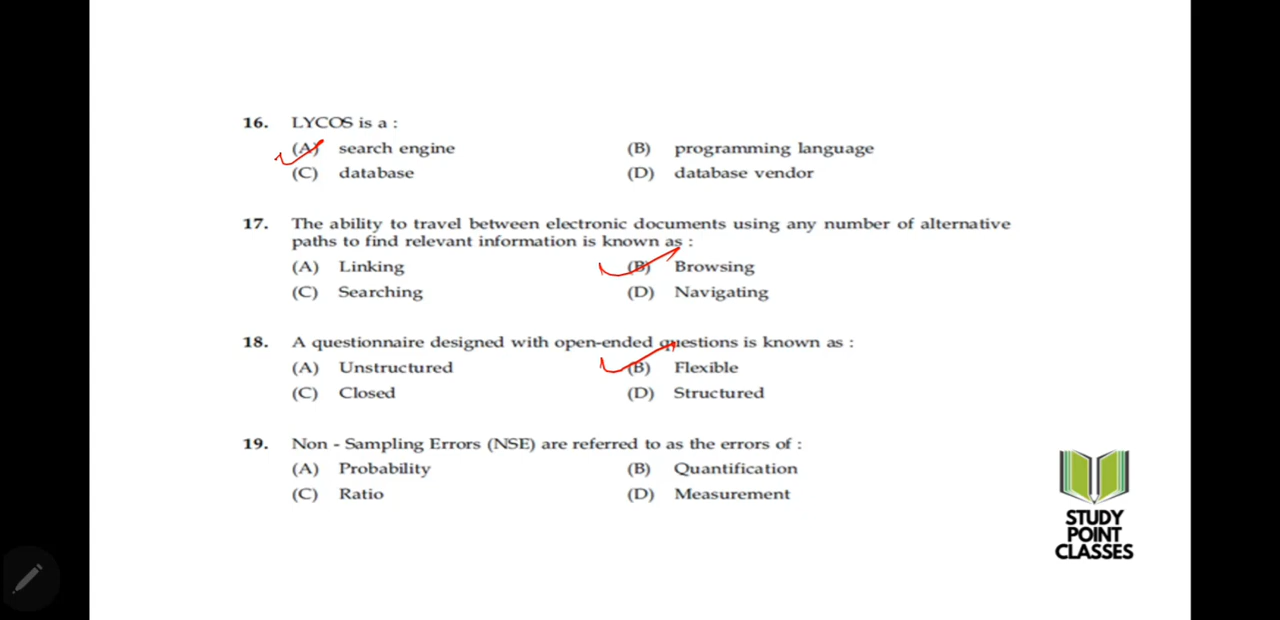 16. LYCOS is a :
(A) search engine (B) programming language
(C) database (D) database vendor
17. The ability to travel between electronic documents using any number of alternative
paths to find relevant information is known as :
(A) Linking (B) Browsing
(C) Searching (D) Navigating
18. A questionnaire designed with open-ended questions is known as :
(A) Unstructured (B) Flexible
(C) Closed (D) Structured
19. Non - Sampling Errors (NSE) are referred to as the errors of :
(A) Probability (B) Quantification
(C) Ratio (D) Measurement
STUDY
POINT
CLASSES